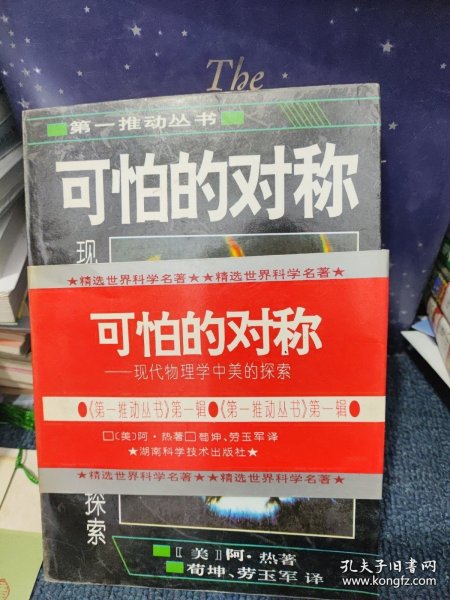 The
第一推动丛书
可怕的对称
现
★精选世界科学名著★★精选世界科学名著★
可怕的对称
——现代物理学中美的探索
●《第一推动丛书》第一辑●《第一推动丛书》第一辑●
□〔美〕阿·热著□荀坤、劳玉军译
★湖南科学技术出版社★
★精选世界科学名著★★精选世界科学名著★
探索
〔美〕阿·热著
荀坤、劳玉军 译
孔夫子旧书网
www.kongfz.com